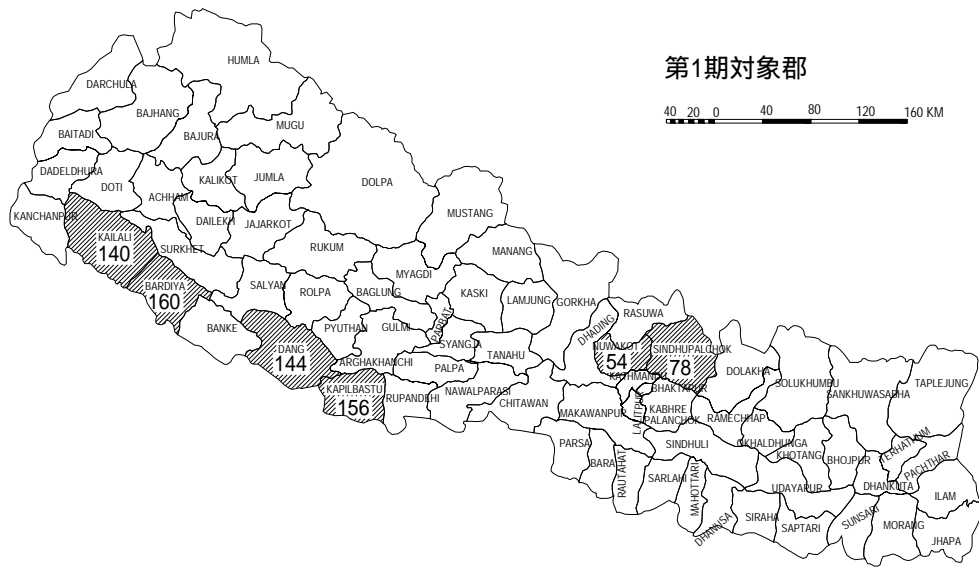 第1期対象郡
40 20 0 40 80 120 160 KM
HUMLA
DARCHULA
BAJHANG
MUGU
BAITADI
BAJURA
DADELDHURA
DOTI
KALIKOT
JUMLA
DOLPA
ACHHAM
KANCHANPUR
DAILEKH
JAJARKOT
MUSTANG
KAILALI
140
SURKHET
RUKUM
MANANG
BARDIYA
160
SALYAN
ROLPA
BAGLUNG
MYAGDI
KASKI
LAMJUNG
GORKHA
RASUWA
BANKE
PYUTHAN
GULMI
PARBAT
SYANGJA
TANAHU
DHADING
NUWAKOT
54
SINDHUPALCHOK
78
DANG
144
ARGHAKHANCHI
PALPA
KATHMANDU
BHAKTAPUR
DOLAKHA
SOLUKHUMBU
SANKHUWASABHA
TAPLEJUNG
KAPILBASTU
156
RUPANDEHI
NAWALPARASI
CHITAWAN
MAKAWANPUR
LALITPUR
KABHRE
PALANCHOK
RAMECHHAP
PARSA
BARA
RAUTAHAT
SARLAHI
MAHOTTARI
SINDHULI
OKHALDHUNGA
KHOTANG
BHOJPUR
TERHATHUM
PACHTHAR
DHANUSA
SIRAHA
UDAYAPUR
SAPTARI
DHANKUTA
ILAM
SUNSARI
MORANG
JHAPA